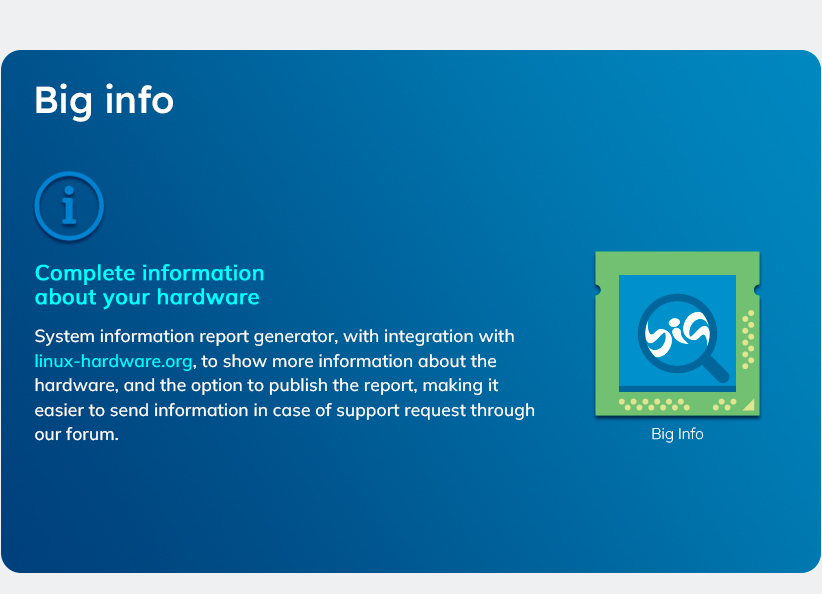 Big info
Complete information
about your hardware
System information report generator, with integration with
linux-hardware.org, to show more information about the
hardware, and the option to publish the report, making it
easier to send information in case of support request through
our forum.
BIG
Big Info